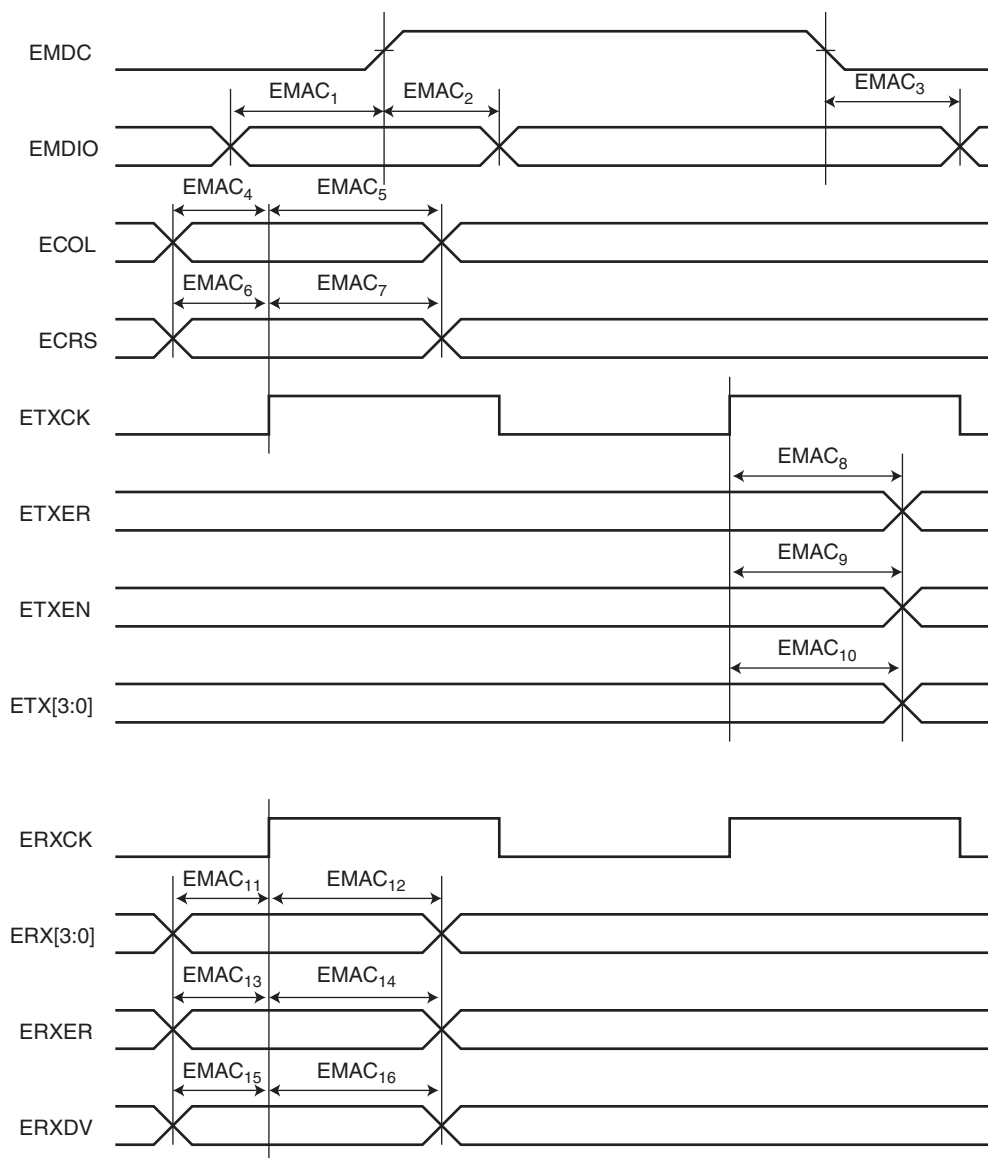 EMDC
EMAC₁ EMAC₂ EMAC₃
EMDIO
EMAC₄ EMAC₅
ECOL
EMAC₆ EMAC₇
ECRS
ETXCK
EMAC₈
ETXER
EMAC₉
ETXEN
EMAC₁₀
ETX[3:0]
ERXCK
EMAC₁₁ EMAC₁₂
ERX[3:0]
EMAC₁₃ EMAC₁₄
ERXER
EMAC₁₅ EMAC₁₆
ERXDV